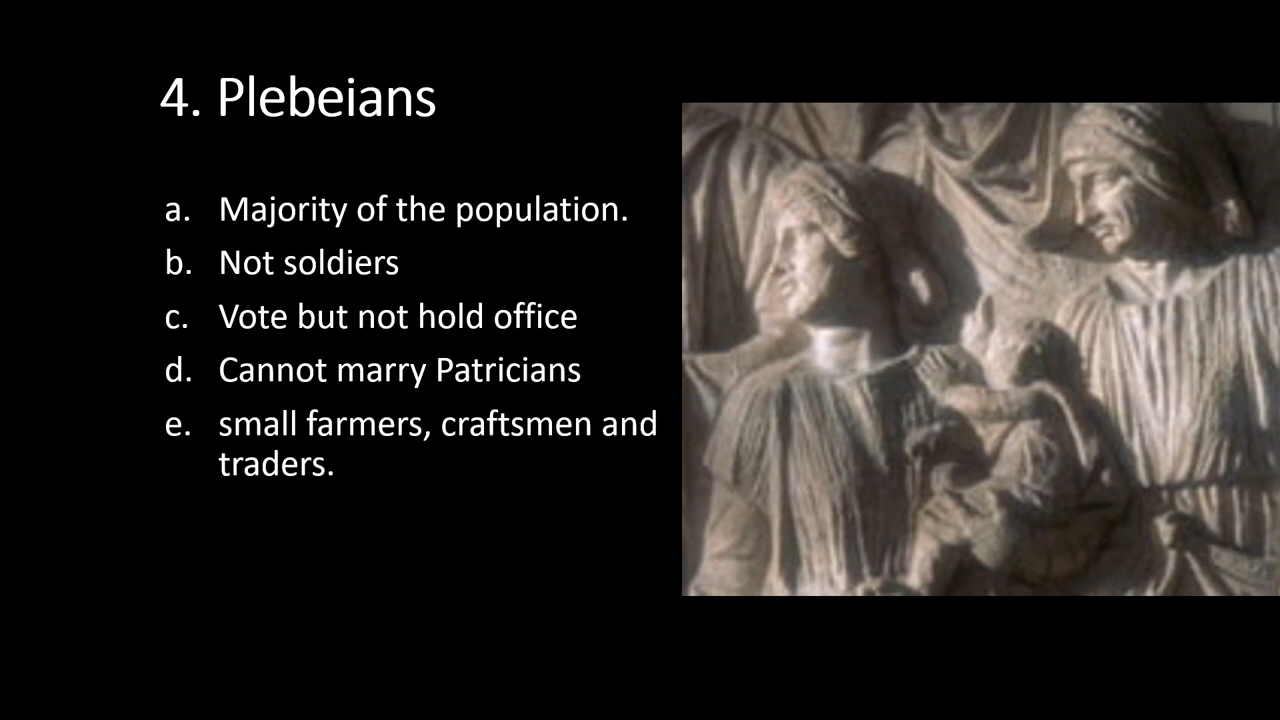 4. Plebeians
a. Majority of the population.
b. Not soldiers
c. Vote but not hold office
d. Cannot marry Patricians
e. small farmers, craftsmen and
traders.